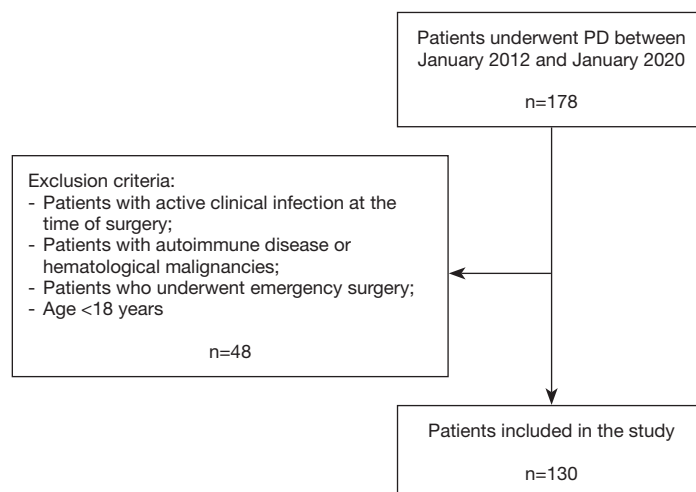 Patients underwent PD between
January 2012 and January 2020
n=178
Exclusion criteria:
- Patients with active clinical infection at the
time of surgery;
- Patients with autoimmune disease or
hematological malignancies;
- Patients who underwent emergency surgery;
- Age <18 years
n=48
Patients included in the study
n=130